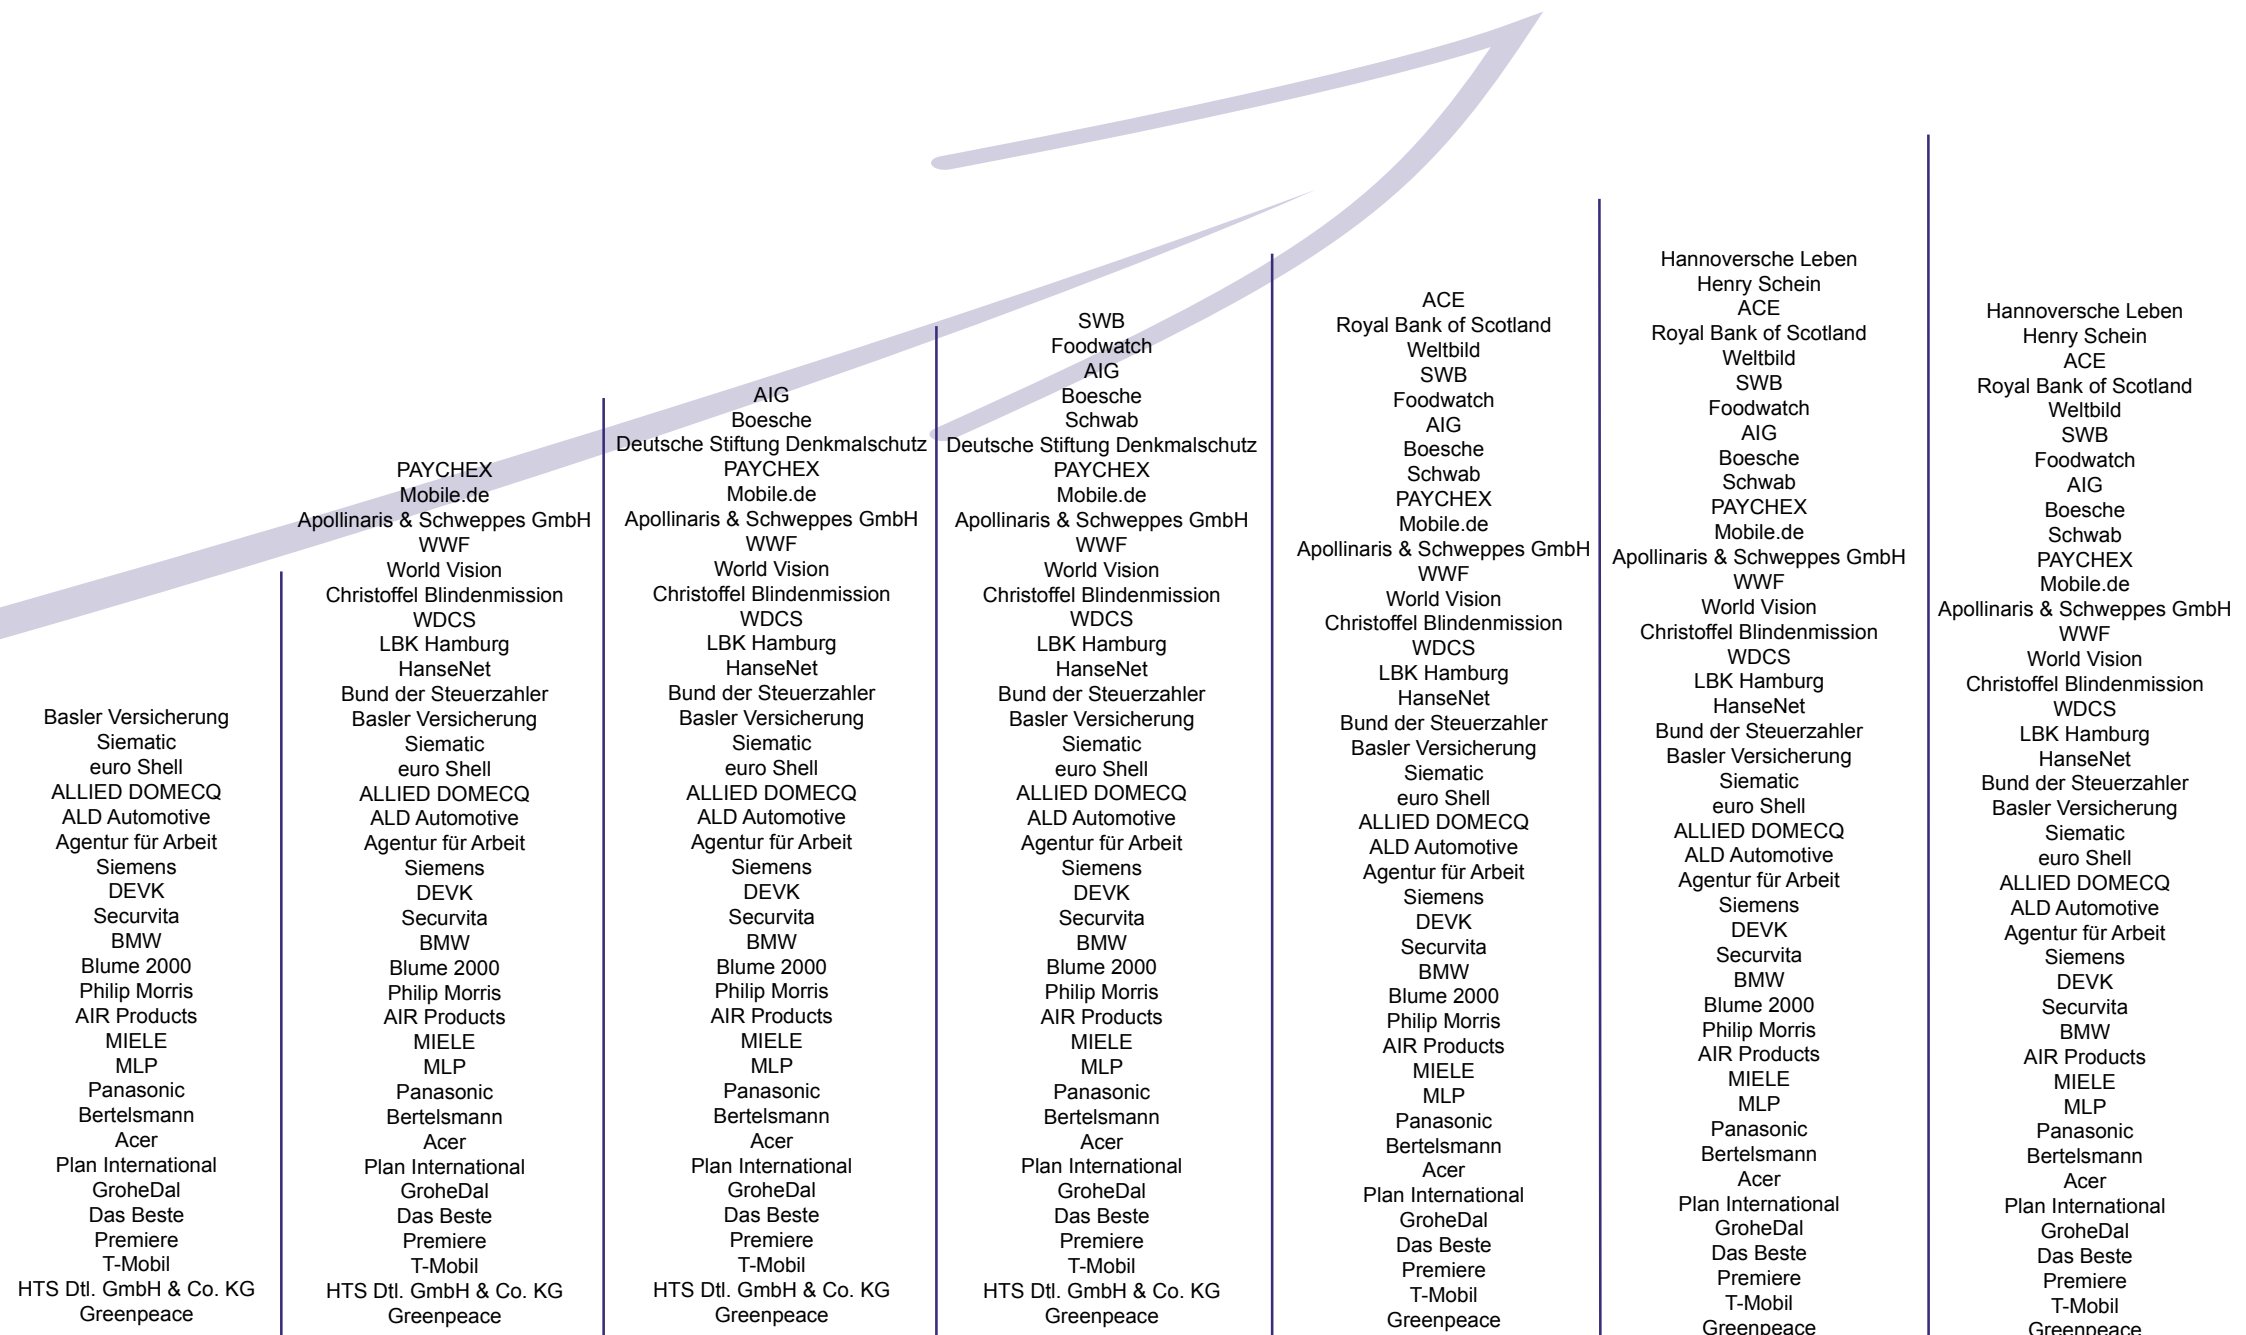 Basler Versicherung
Siematic
euro Shell
ALLIED DOMECQ
ALD Automotive
Agentur für Arbeit
Siemens
DEVK
Securvita
BMW
Blume 2000
Philip Morris
AIR Products
MIELE
MLP
Panasonic
Bertelsmann
Acer
Plan International
GroheDal
Das Beste
Premiere
T-Mobil
HTS Dtl. GmbH & Co. KG
Greenpeace
PAYCHEX
Mobile.de
Apollinaris & Schweppes GmbH
WWF
World Vision
Christoffel Blindenmission
WDCS
LBK Hamburg
HanseNet
Bund der Steuerzahler
Basler Versicherung
Siematic
euro Shell
ALLIED DOMECQ
ALD Automotive
Agentur für Arbeit
Siemens
DEVK
Securvita
BMW
Blume 2000
Philip Morris
AIR Products
MIELE
MLP
Panasonic
Bertelsmann
Acer
Plan International
GroheDal
Das Beste
Premiere
T-Mobil
HTS Dtl. GmbH & Co. KG
Greenpeace
AIG
Boesche
Deutsche Stiftung Denkmalschutz
PAYCHEX
Mobile.de
Apollinaris & Schweppes GmbH
WWF
World Vision
Christoffel Blindenmission
WDCS
LBK Hamburg
HanseNet
Bund der Steuerzahler
Basler Versicherung
Siematic
euro Shell
ALLIED DOMECQ
ALD Automotive
Agentur für Arbeit
Siemens
DEVK
Securvita
BMW
Blume 2000
Philip Morris
AIR Products
MIELE
MLP
Panasonic
Bertelsmann
Acer
Plan International
GroheDal
Das Beste
Premiere
T-Mobil
HTS Dtl. GmbH & Co. KG
Greenpeace
SWB
Foodwatch
AIG
Boesche
Schwab
Deutsche Stiftung Denkmalschutz
PAYCHEX
Mobile.de
Apollinaris & Schweppes GmbH
WWF
World Vision
Christoffel Blindenmission
WDCS
LBK Hamburg
HanseNet
Bund der Steuerzahler
Basler Versicherung
Siematic
euro Shell
ALLIED DOMECQ
ALD Automotive
Agentur für Arbeit
Siemens
DEVK
Securvita
BMW
Blume 2000
Philip Morris
AIR Products
MIELE
MLP
Panasonic
Bertelsmann
Acer
Plan International
GroheDal
Das Beste
Premiere
T-Mobil
HTS Dtl. GmbH & Co. KG
Greenpeace
ACE
Royal Bank of Scotland
Weltbild
SWB
Foodwatch
AIG
Boesche
Schwab
PAYCHEX
Mobile.de
Apollinaris & Schweppes GmbH
WWF
World Vision
Christoffel Blindenmission
WDCS
LBK Hamburg
HanseNet
Bund der Steuerzahler
Basler Versicherung
Siematic
euro Shell
ALLIED DOMECQ
ALD Automotive
Agentur für Arbeit
Siemens
DEVK
Securvita
BMW
Blume 2000
Philip Morris
AIR Products
MIELE
MLP
Panasonic
Bertelsmann
Acer
Plan International
GroheDal
Das Beste
Premiere
T-Mobil
Greenpeace
Hannoversche Leben
Henry Schein
ACE
Royal Bank of Scotland
Weltbild
SWB
Foodwatch
AIG
Boesche
Schwab
PAYCHEX
Mobile.de
Apollinaris & Schweppes GmbH
WWF
World Vision
Christoffel Blindenmission
WDCS
LBK Hamburg
HanseNet
Bund der Steuerzahler
Basler Versicherung
Siematic
euro Shell
ALLIED DOMECQ
ALD Automotive
Agentur für Arbeit
Siemens
DEVK
Securvita
BMW
Blume 2000
Philip Morris
AIR Products
MIELE
MLP
Panasonic
Bertelsmann
Acer
Plan International
GroheDal
Das Beste
Premiere
T-Mobil
Greenpeace
Hannoversche Leben
Henry Schein
ACE
Royal Bank of Scotland
Weltbild
SWB
Foodwatch
AIG
Boesche
Schwab
PAYCHEX
Mobile.de
Apollinaris & Schweppes GmbH
WWF
World Vision
Christoffel Blindenmission
WDCS
LBK Hamburg
HanseNet
Bund der Steuerzahler
Basler Versicherung
Siematic
euro Shell
ALLIED DOMECQ
ALD Automotive
Agentur für Arbeit
Siemens
DEVK
Securvita
BMW
AIR Products
MIELE
MLP
Panasonic
Bertelsmann
Acer
Plan International
GroheDal
Das Beste
Premiere
T-Mobil
Greenpeace